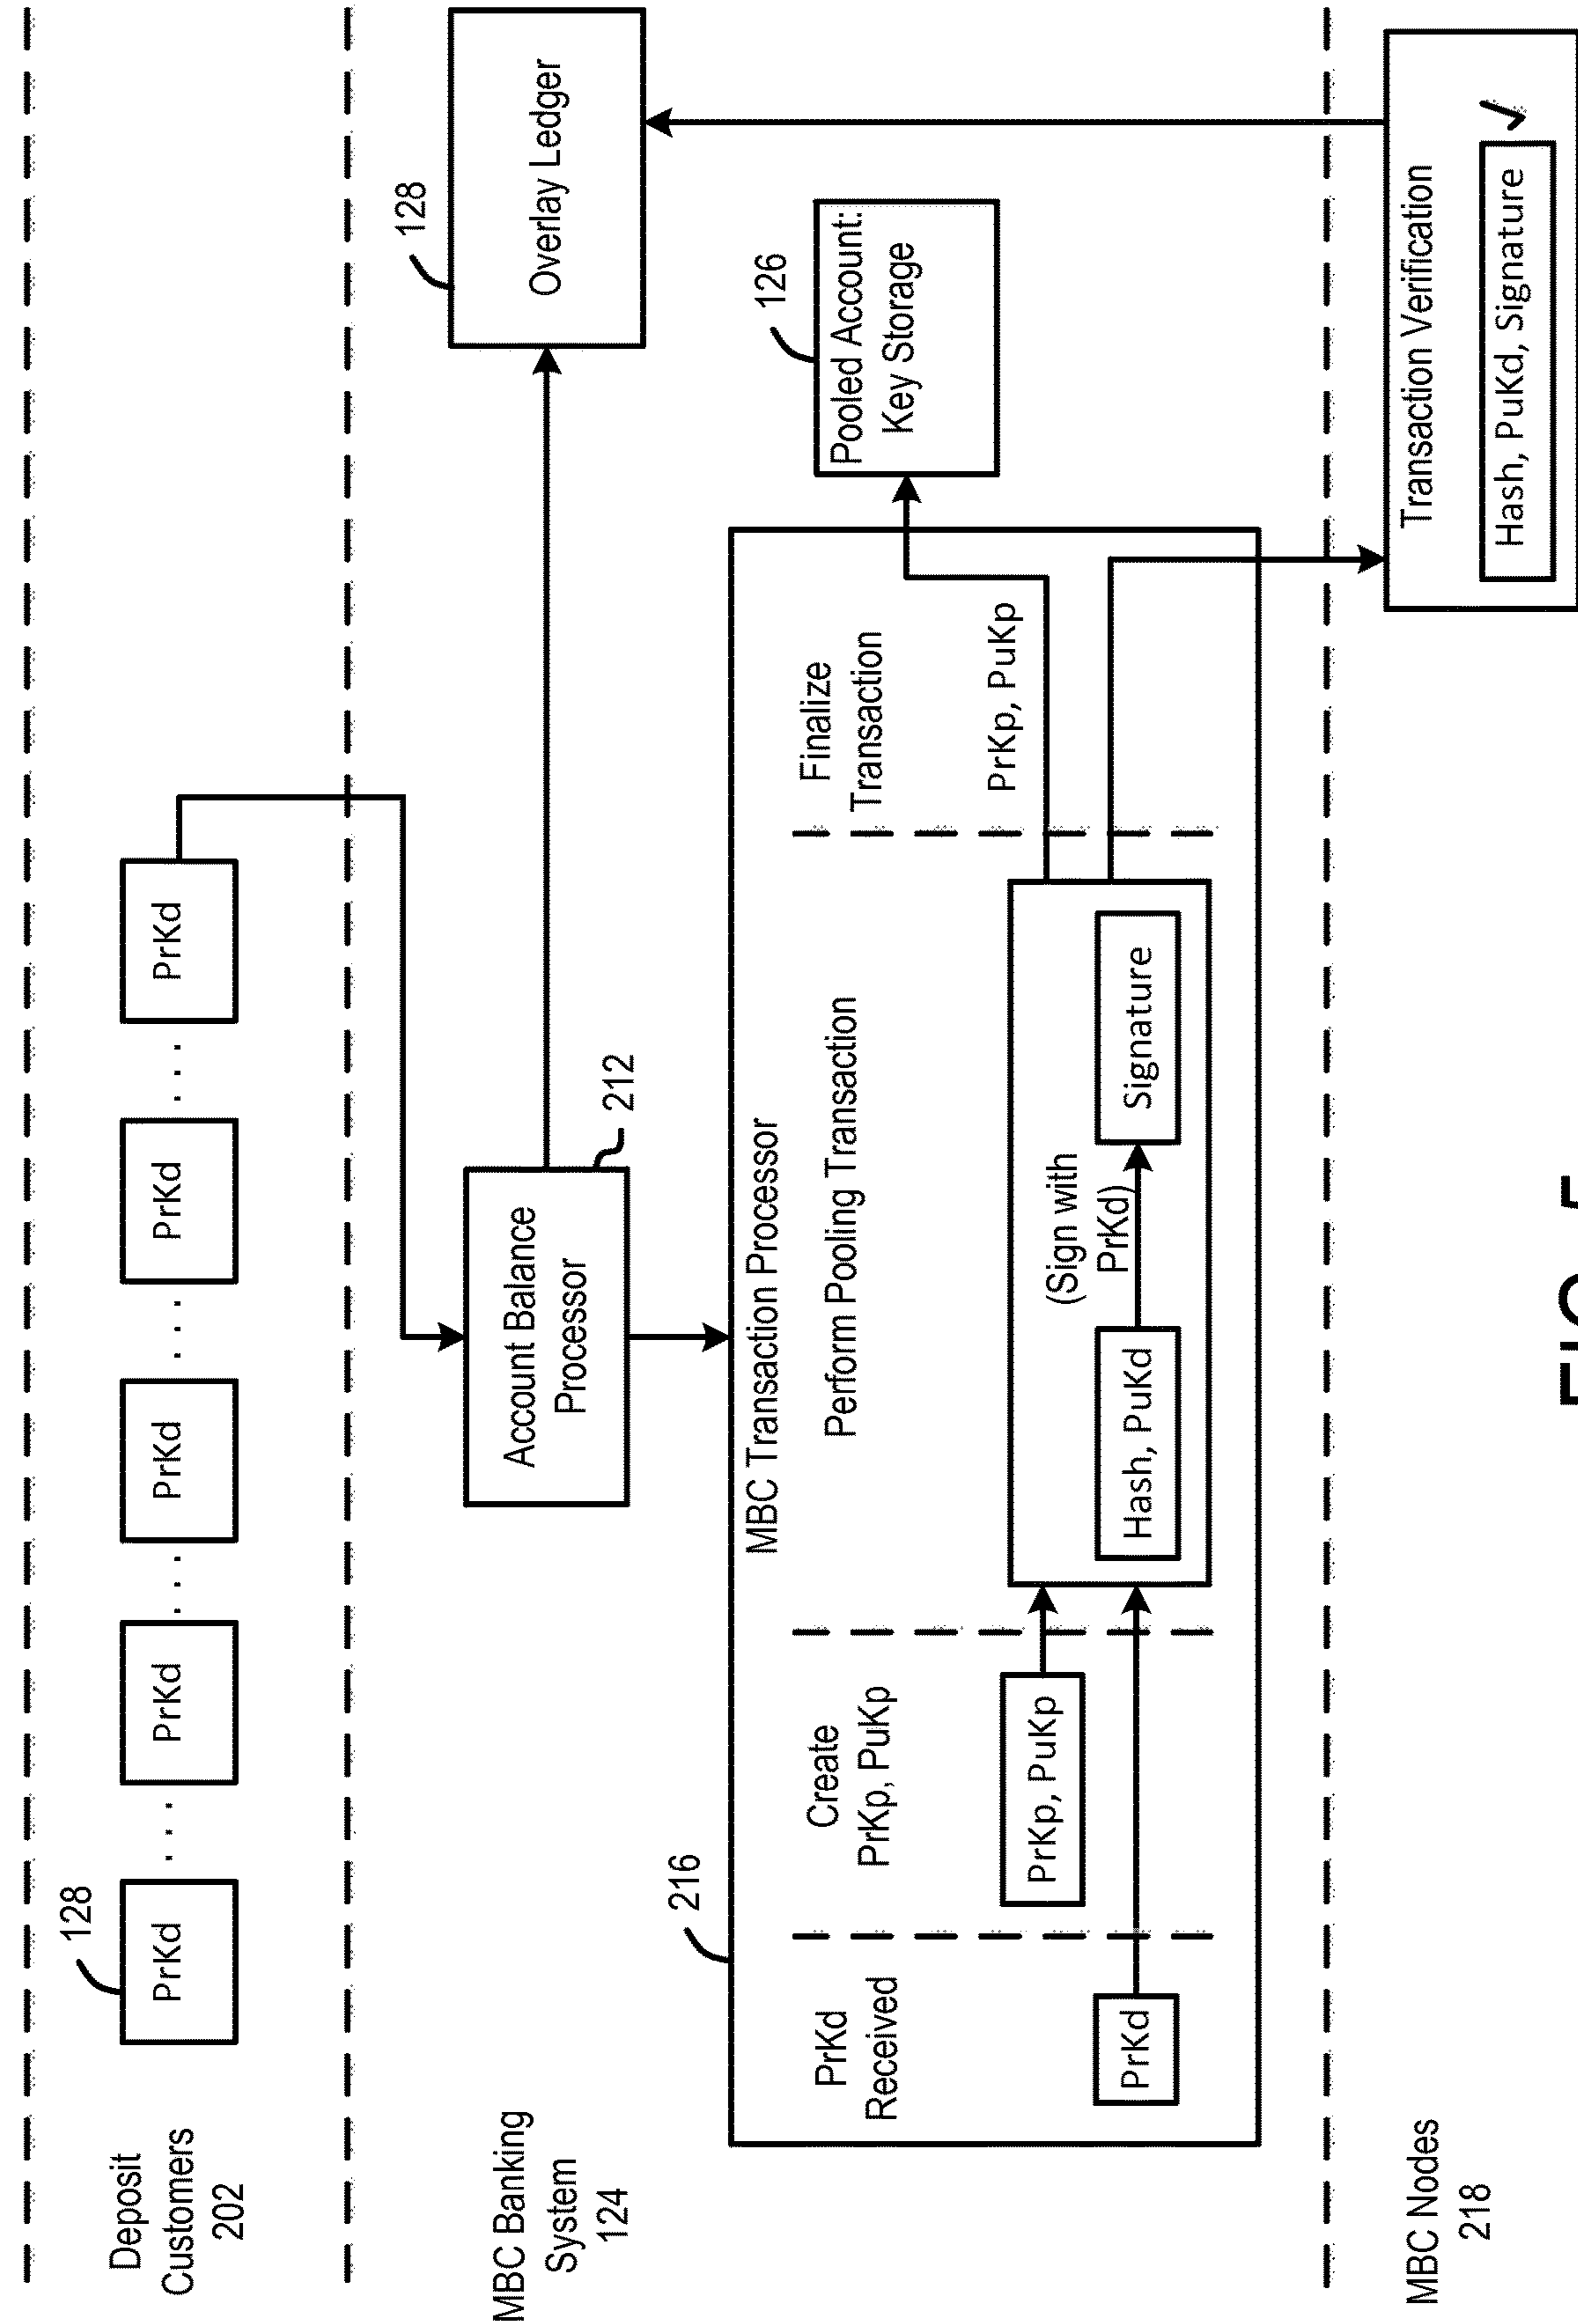 Deposit
Customers
202
128
PrKd
. . .
PrKd
. . .
PrKd
. . .
PrKd
. . .
PrKd
MBC Banking
System
124
Account Balance
Processor
212
128
Overlay Ledger
216
MBC Transaction Processor
PrKd
Received
PrKd
Create
PrKp, PuKp
PrKp, PuKp
Perform Pooling Transaction
(Sign with
PrKd)
Hash, PuKd
Signature
Finalize
Transaction
PrKp, PuKp
126
Pooled Account:
Key Storage
MBC Nodes
218
Transaction Verification
Hash, PuKd, Signature